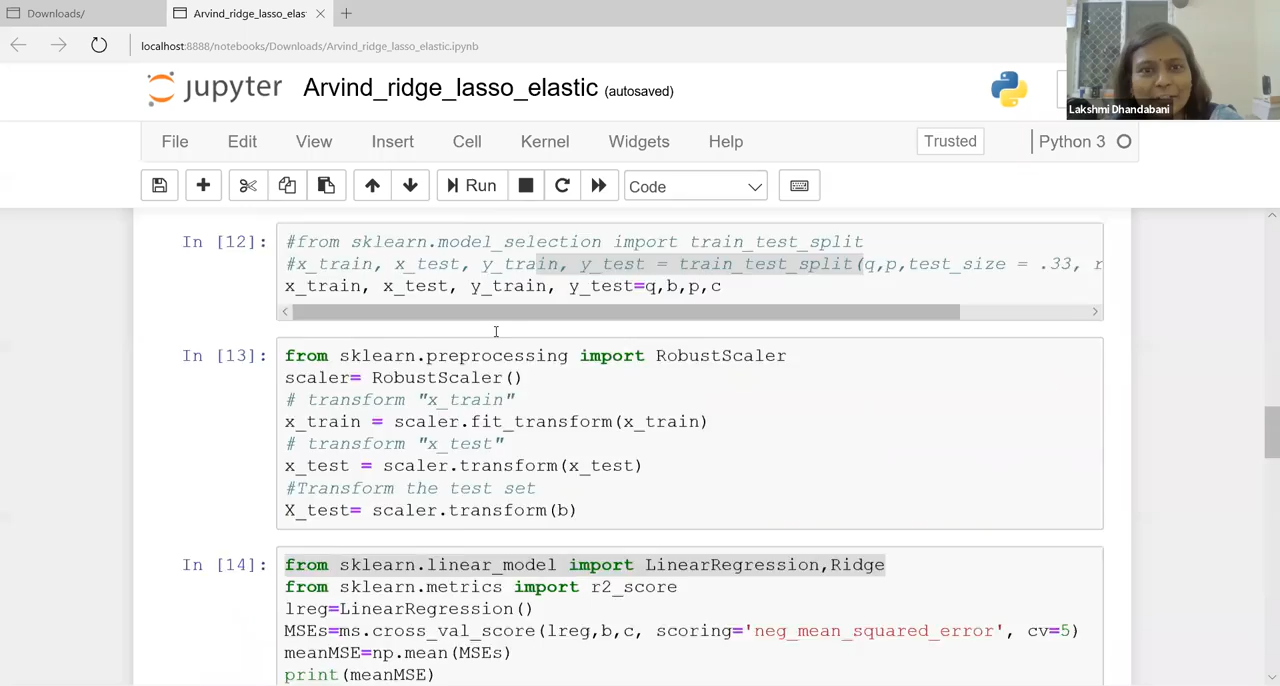 Downloads/
Arvind_ridge_lasso_elas
localhost:8888/notebooks/Downloads/Arvind_ridge_lasso_elastic.ipynb
Lakshmi Dhandabani
jupyter Arvind_ridge_lasso_elastic (autosaved)
File Edit View Insert Cell Kernel Widgets Help Trusted Python 3
Run Code
In [12]: #from sklearn.model_selection import train_test_split
#x_train, x_test, y_train, y_test = train_test_split(q,p,test_size = .33, r
x_train, x_test, y_train, y_test=q,b,p,c
In [13]: from sklearn.preprocessing import RobustScaler
scaler= RobustScaler()
# transform "x_train"
x_train = scaler.fit_transform(x_train)
# transform "x_test"
x_test = scaler.transform(x_test)
#Transform the test set
X_test= scaler.transform(b)
In [14]: from sklearn.linear_model import LinearRegression,Ridge
from sklearn.metrics import r2_score
lreg=LinearRegression()
MSEs=ms.cross_val_score(lreg,b,c, scoring='neg_mean_squared_error', cv=5)
meanMSE=np.mean(MSEs)
print(meanMSE)